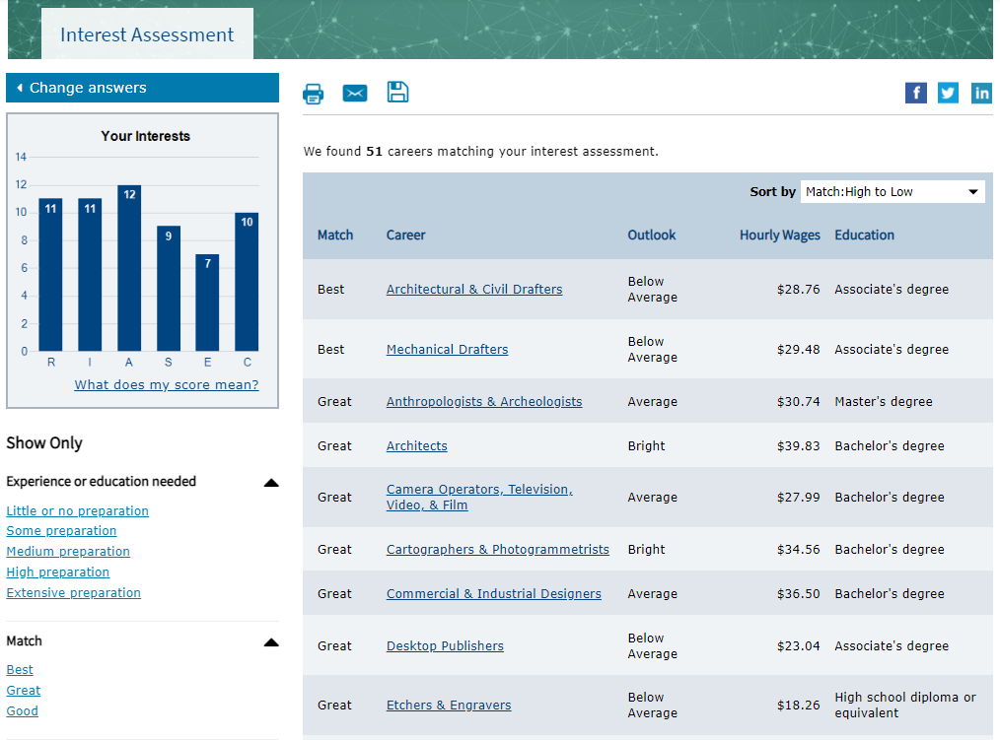 Interest Assessment
Change answers
Your Interests
14
12
10
8
6
4
2
0
11
11
12
9
7
10
R I A S E C
What does my score mean?
Show Only
Experience or education needed
Little or no preparation
Some preparation
Medium preparation
High preparation
Extensive preparation
Match
Best
Great
Good
f in
We found 51 careers matching your interest assessment.
Sort by Match:High to Low
Match Career Outlook Hourly Wages Education
Best Architectural & Civil Drafters Below
Average $28.76 Associate's degree
Best Mechanical Drafters Below
Average $29.48 Associate's degree
Great Anthropologists & Archeologists Average $30.74 Master's degree
Great Architects Bright $39.83 Bachelor's degree
Great Camera Operators, Television,
Video, & Film Average $27.99 Bachelor's degree
Great Cartographers & Photogrammetrists Bright $34.56 Bachelor's degree
Great Commercial & Industrial Designers Average $36.50 Bachelor's degree
Great Desktop Publishers Below
Average $23.04 Associate's degree
Great Etchers & Engravers Below
Average $18.26 High school diploma or
equivalent